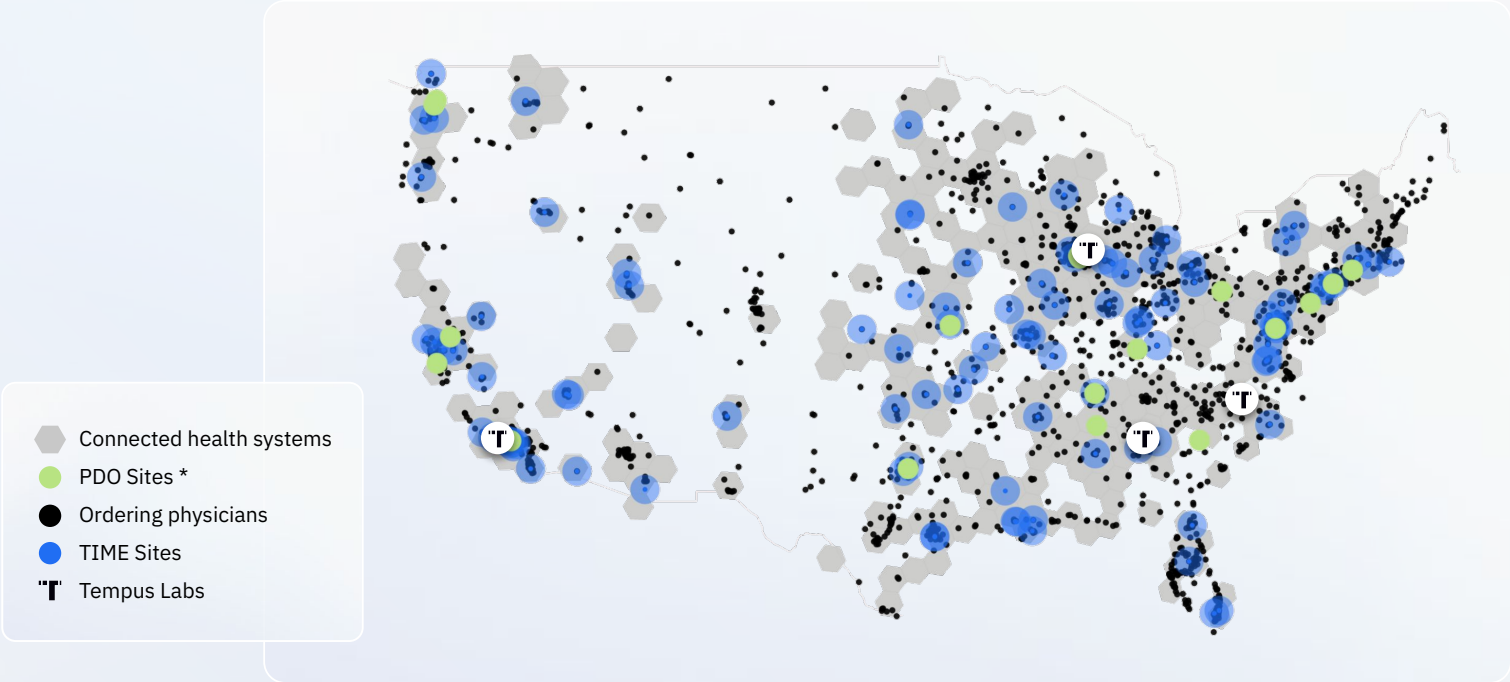 Connected health systems
PDO Sites *
Ordering physicians
TIME Sites
Tempus Labs